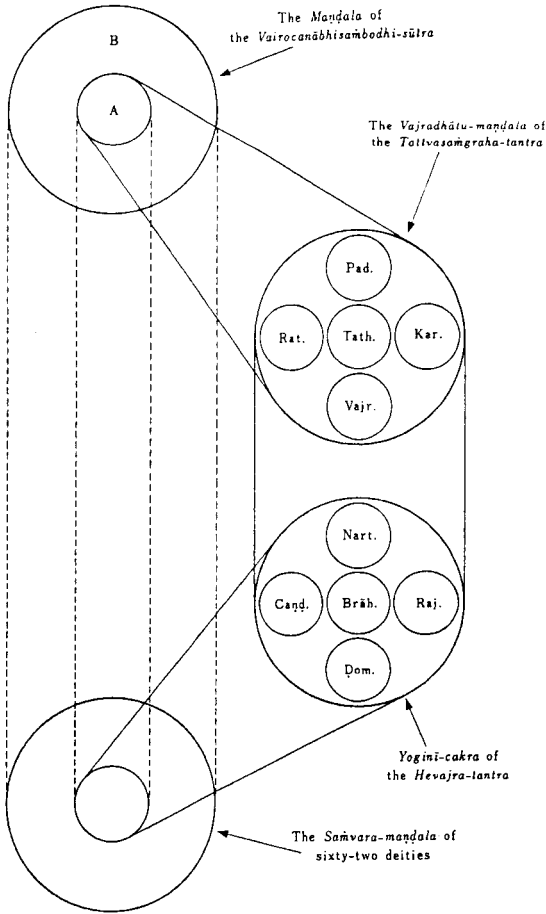 The Maṇḍala of
the Vairocanābhisaṁbodhi-sūtra
B
A
The Vajradhātu-maṇḍala of
the Tattvasaṁgraha-tantra
Pad.
Rat. Tath. Kar.
Vajr.
Nart.
Caṇḍ. Brāh. Raj.
Ḍom.
Yoginī-cakra of
the Hevajra-tantra
The Saṁvara-maṇḍala of
sixty-two deities